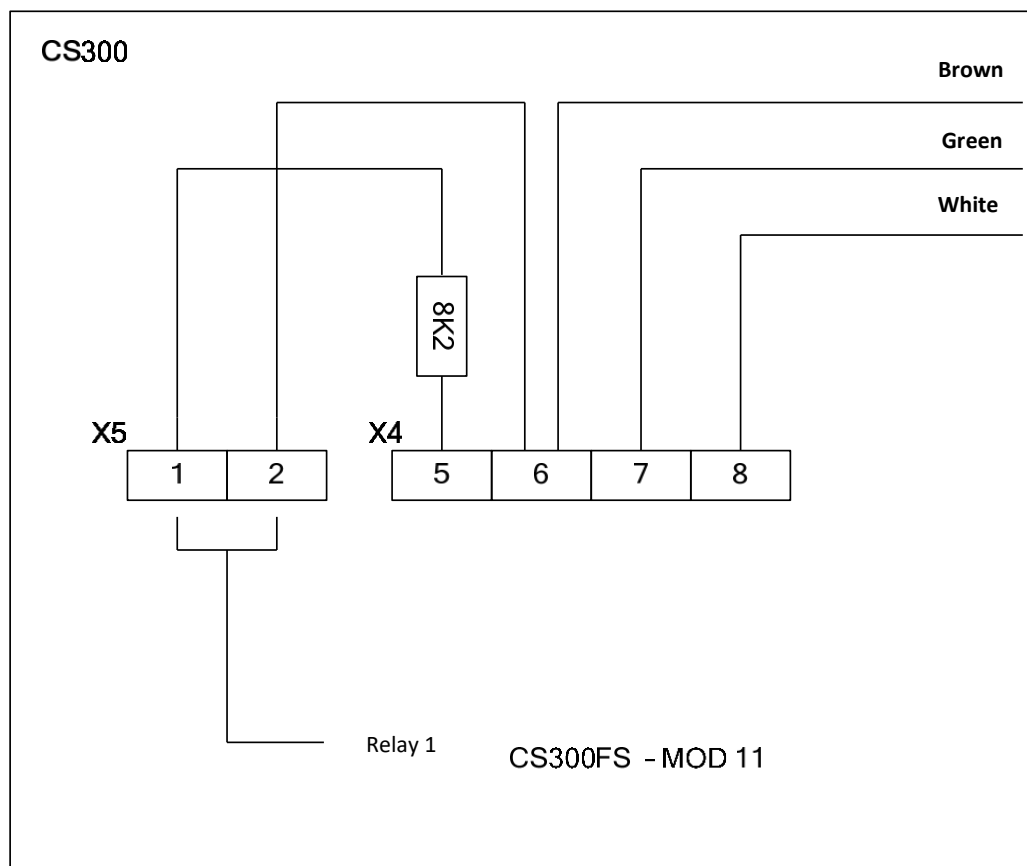 CS300
Brown
Green
White
8K2
X5
X4
1
2
5
6
7
8
Relay 1
CS300FS - MOD 11